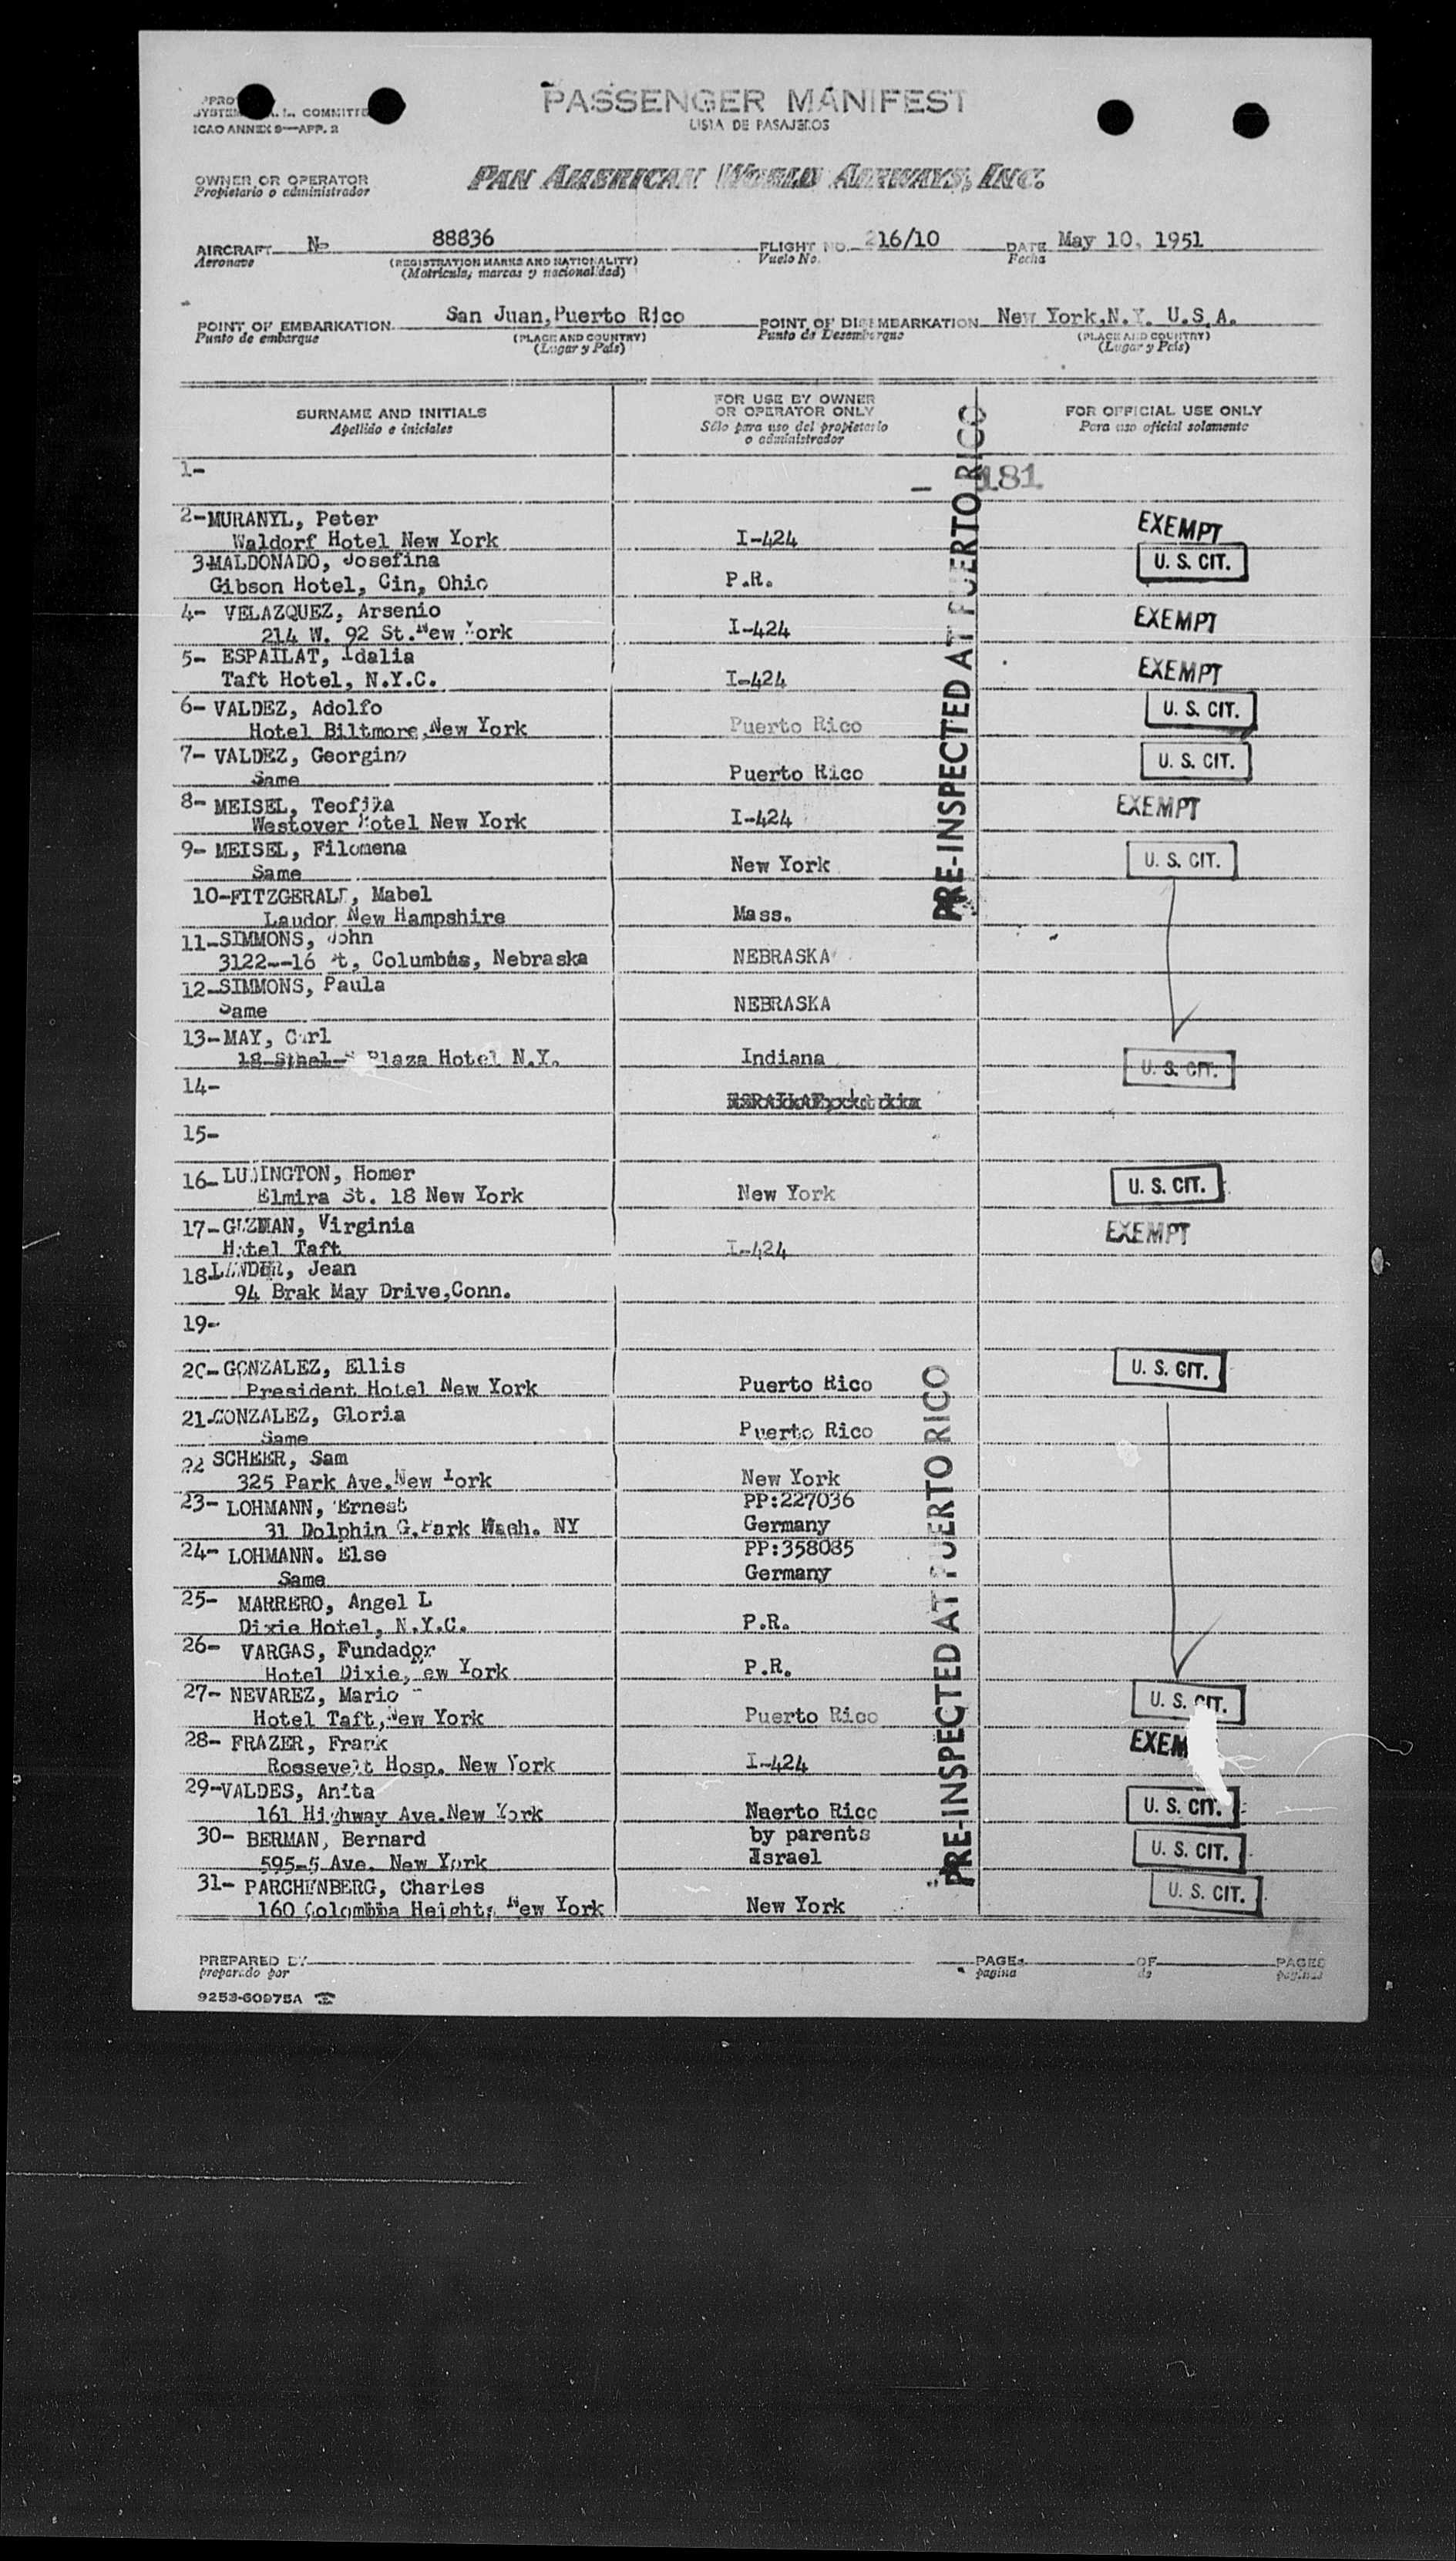 PASSENGER MANIFEST
LISTA DE PASAJEROS
ICAO ANNEX 9—APP. 2
OWNER OR OPERATOR
Propietario o administrador
PAN AMERICAN WORLD AIRWAYS, INC.
AIRCRAFT N- 88836 FLIGHT NO. 216/10 DATE May 10, 1951
Aeronave (REGISTRATION MARKS AND NATIONALITY) Vuelo No. Fecha
(Matricula, marcas y nacionalidad)
POINT OF EMBARKATION San Juan,Puerto Rico POINT OF DISEMBARKATION New York,N.Y. U.S.A.
Punto de embarque (PLACE AND COUNTRY) Punto de Desembarque (PLACE AND COUNTRY)
(Lugar y País) (Lugar y País)
SURNAME AND INITIALS FOR USE BY OWNER OR OPERATOR ONLY FOR OFFICIAL USE ONLY
Apellido e iniciales Sólo para uso del propietario o administrador Para uso oficial solamente
1- 181
2-MURANYL, Peter EXEMPT
Waldorf Hotel New York I-424
3-MALDONADO, Josefina U. S. CIT.
Gibson Hotel, Cin, Ohio P.R.
4- VELAZQUEZ, Arsenio EXEMPT
214 W. 92 St.New York I-424
5- ESPAILAT, Idalia EXEMPT
Taft Hotel, N.Y.C. I-424
6- VALDEZ, Adolfo U. S. CIT.
Hotel Biltmore,New York Puerto Rico
7- VALDEZ, Georgina U. S. CIT.
Same Puerto Rico
8- MEISEL, Teofila EXEMPT
Westover Hotel New York I-424
9- MEISEL, Filomena U. S. CIT.
Same New York
10-FITZGERALD, Mabel
New Hampshire Mass.
11-SIMMONS, John
3122--16 t, Columbus, Nebraska NEBRASKA
12-SIMMONS, Paula
Same NEBRASKA
13-MAY, Carl
Plaza Hotel N.Y. Indiana U. S. CIT.
14-
15-
16-LUDINGTON, Homer U. S. CIT.
Elmira St. 18 New York New York
17-GUZMAN, Virginia EXEMPT
Hotel Taft I-424
18-LANDER, Jean
94 Brak May Drive,Conn.
19-
20-GONZALEZ, Ellis U. S. CIT.
President Hotel New York Puerto Rico
21-GONZALEZ, Gloria
Same Puerto Rico
22 SCHEER, Sam
325 Park Ave.New York New York
23- LOHMANN, Ernest PP:227036
31 Dolphin G.Park Wash. NY Germany
24- LOHMANN. Else PP:358085
Same Germany
25- MARRERO, Angel L
Dixie Hotel, N.Y.C. P.R.
26- VARGAS, Fundador
Hotel Dixie, ew York P.R.
27- NEVAREZ, Mario - U. S. CIT.
Hotel Taft,New York Puerto Rico
28- FRAZER, Frank EXEM
Roosevelt Hosp. New York I-424
29-VALDES, Anita U. S. CIT.
161 Highway Ave.New York Naerto Rico
30- BERMAN, Bernard by parents U. S. CIT.
595-5 Ave. New York Israel
31- PARCHENBERG, Charles U. S. CIT.
160 Colombia Heights New York New York
PRE-INSPECTED AT PUERTO RICO
PRE-INSPECTED AT PUERTO RICO
PREPARED BY PAGE OF PAGES
preparado por pagina de paginas
9253-60975A